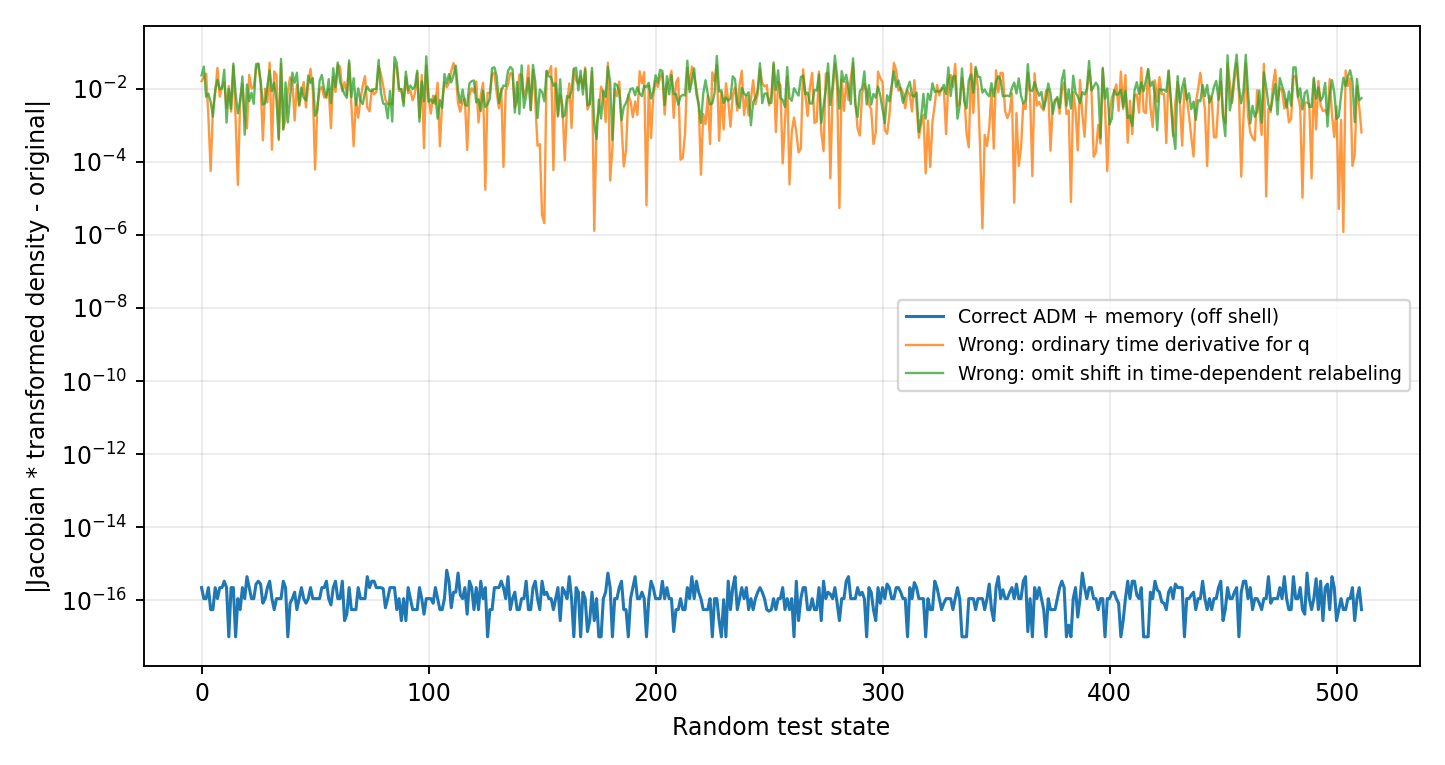 10⁻²
10⁻⁴
10⁻⁶
10⁻⁸
10⁻¹⁰
10⁻¹²
10⁻¹⁴
10⁻¹⁶
||Jacobian * transformed density - original||
Correct ADM + memory (off shell)
Wrong: ordinary time derivative for q
Wrong: omit shift in time-dependent relabeling
0 100 200 300 400 500
Random test state